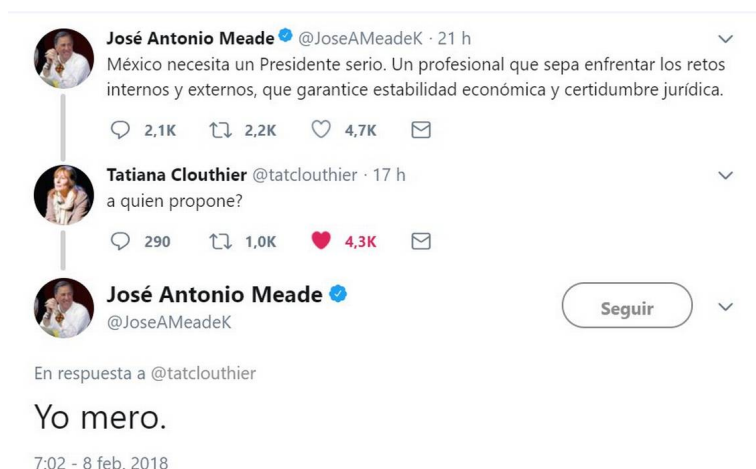 José Antonio Meade @JoseAMeadeK · 21 h
México necesita un Presidente serio. Un profesional que sepa enfrentar los retos
internos y externos, que garantice estabilidad económica y certidumbre jurídica.
2,1K 2,2K 4,7K
Tatiana Clouthier @tatclouthier · 17 h
a quien propone?
290 1,0K 4,3K
José Antonio Meade
@JoseAMeadeK
Seguir
En respuesta a @tatclouthier
Yo mero.
7:02 - 8 feb. 2018